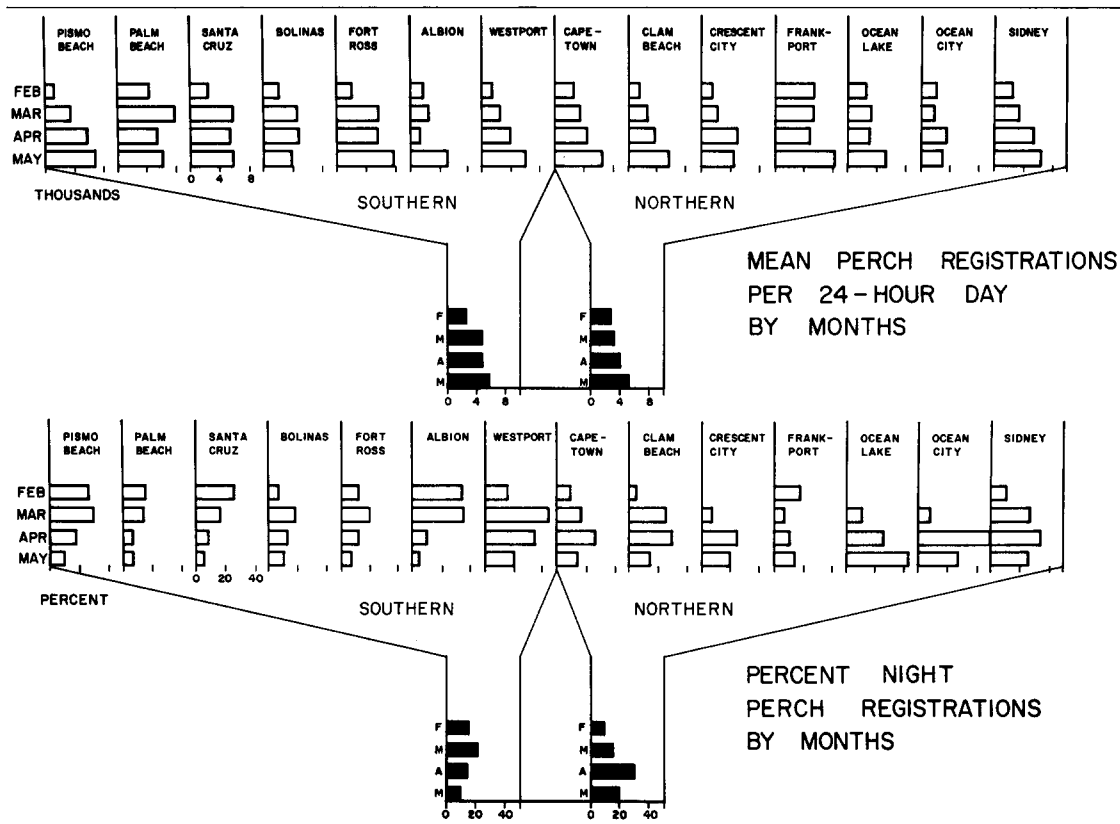 PISMO BEACH
PALM BEACH
SANTA CRUZ
BOLINAS
FORT ROSS
ALBION
WESTPORT
CAPE-TOWN
CLAM BEACH
CRESCENT CITY
FRANK-PORT
OCEAN LAKE
OCEAN CITY
SIDNEY
FEB
MAR
APR
MAY
0 4 8
THOUSANDS
SOUTHERN
NORTHERN
MEAN PERCH REGISTRATIONS
PER 24-HOUR DAY
BY MONTHS
F
M
A
M
0 4 8
F
M
A
M
0 4 8
PISMO BEACH
PALM BEACH
SANTA CRUZ
BOLINAS
FORT ROSS
ALBION
WESTPORT
CAPE-TOWN
CLAM BEACH
CRESCENT CITY
FRANK-PORT
OCEAN LAKE
OCEAN CITY
SIDNEY
FEB
MAR
APR
MAY
0 20 40
PERCENT
SOUTHERN
NORTHERN
PERCENT NIGHT
PERCH REGISTRATIONS
BY MONTHS
F
M
A
M
0 20 40
F
M
A
M
0 20 40